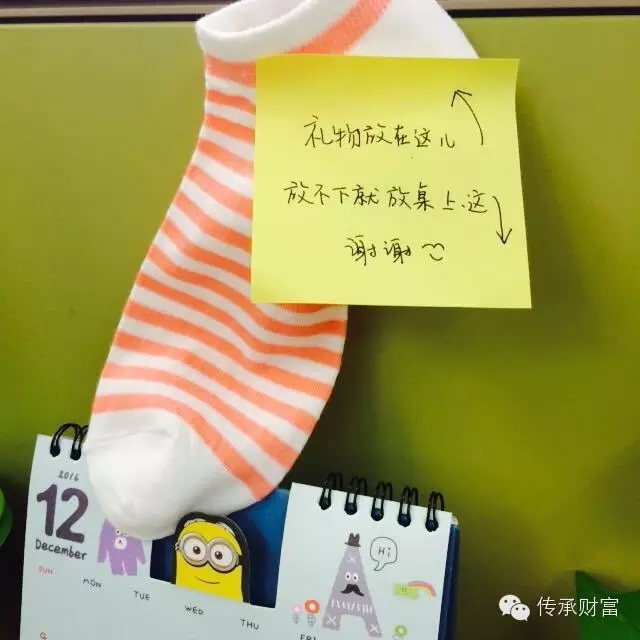 礼物放在这儿
放不下就放桌上这
谢谢
2016
12
December
SUN
MON
TUE
WED
THU
FRI
4
Hi
传承财富